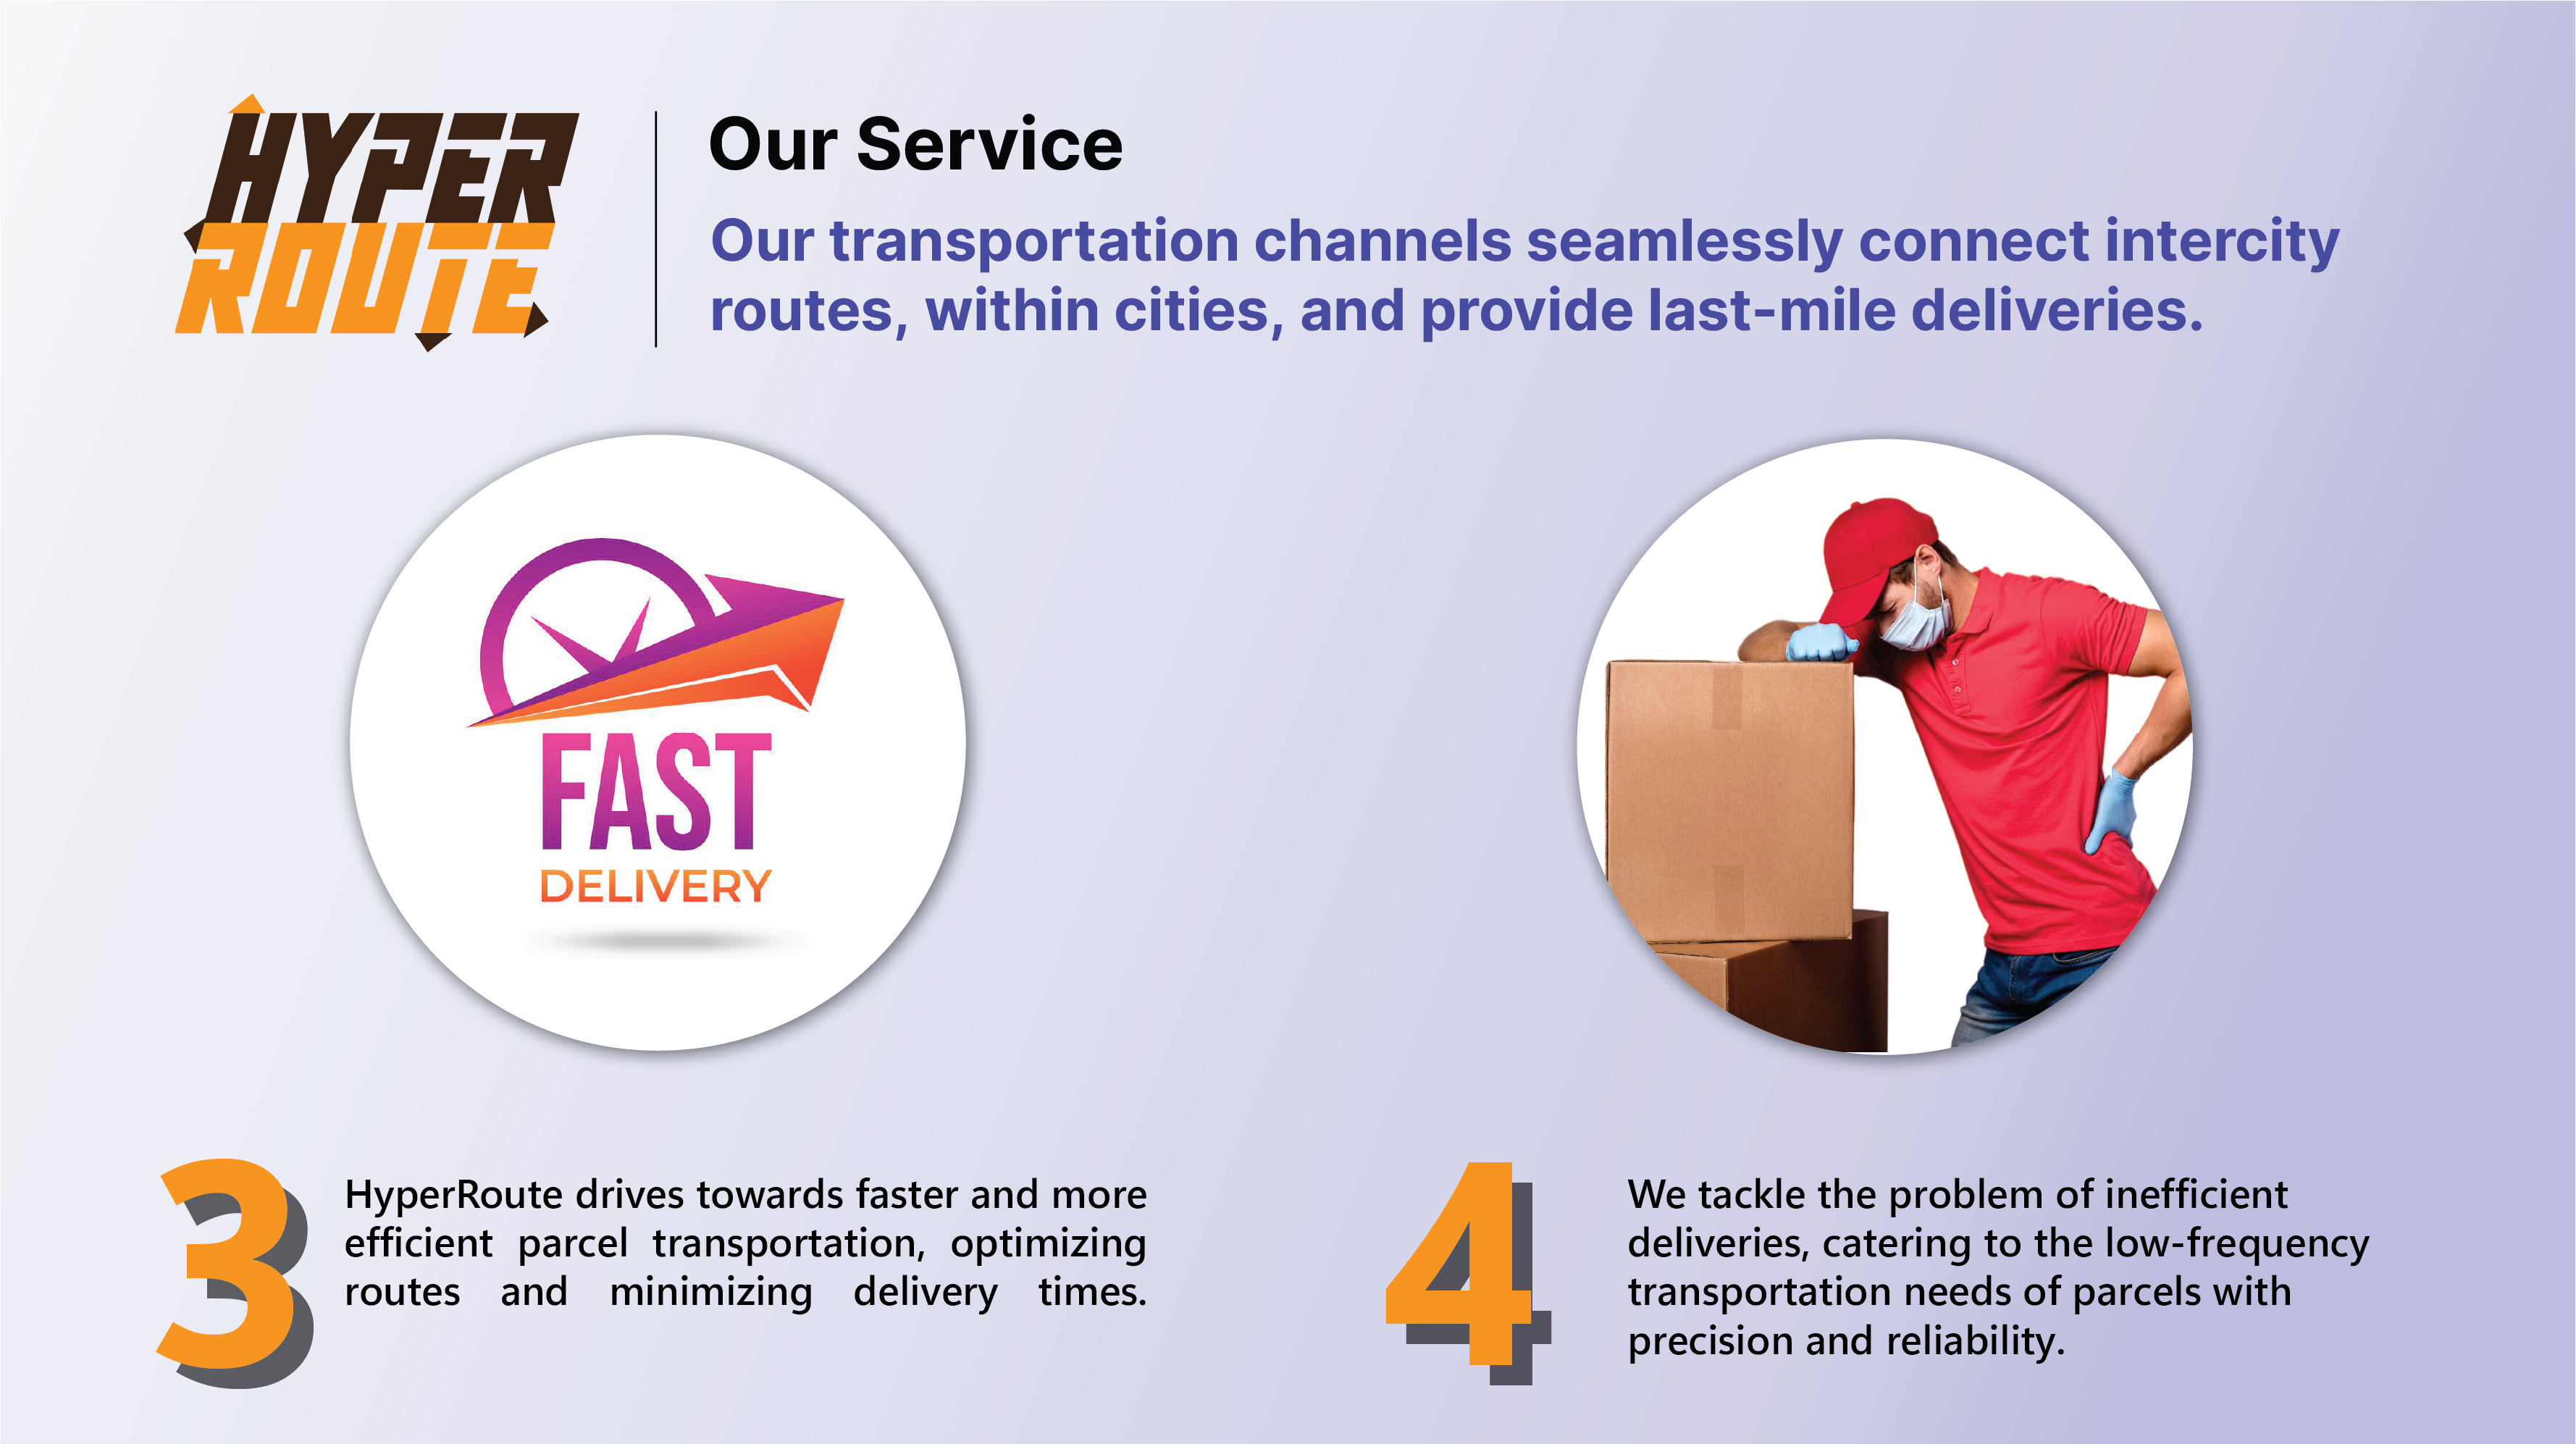 HYPER
ROUTE
Our Service
Our transportation channels seamlessly connect intercity
routes, within cities, and provide last-mile deliveries.
FAST
DELIVERY
3
HyperRoute drives towards faster and more
efficient parcel transportation, optimizing
routes and minimizing delivery times.
4
We tackle the problem of inefficient
deliveries, catering to the low-frequency
transportation needs of parcels with
precision and reliability.